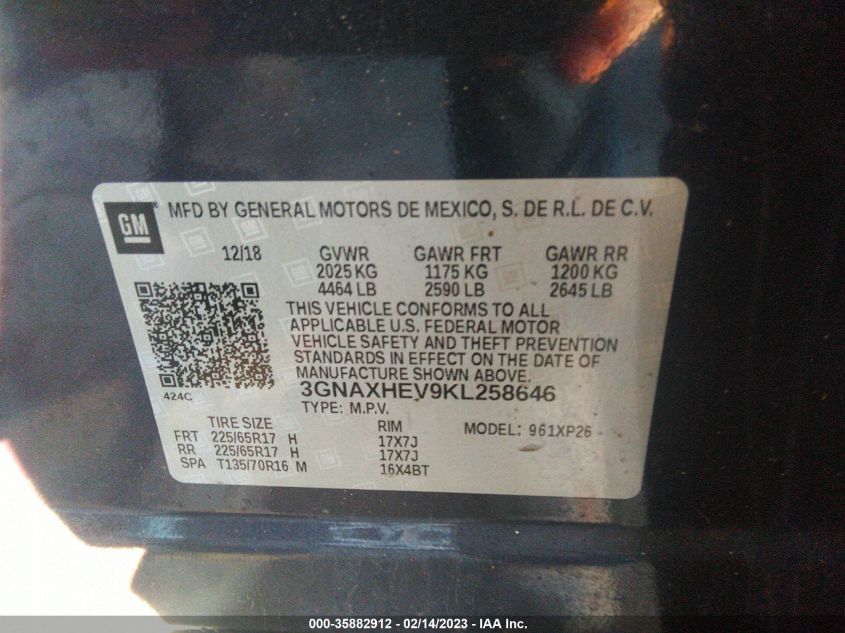 GM® MFD BY GENERAL MOTORS DE MEXICO, S. DE R.L. DE C.V.
12/18 GVWR GAWR FRT GAWR RR
2025 KG 1175 KG 1200 KG
4464 LB 2590 LB 2645 LB
THIS VEHICLE CONFORMS TO ALL
APPLICABLE U.S. FEDERAL MOTOR
VEHICLE SAFETY AND THEFT PREVENTION
STANDARDS IN EFFECT ON THE DATE OF
MANUFACTURE SHOWN ABOVE.
424C 3GNAXHEV9KL258646
TYPE: M.P.V.
TIRE SIZE RIM MODEL: 961XP26
FRT 225/65R17 H 17X7J
RR 225/65R17 H 17X7J
SPA T135/70R16 M 16X4BT
000-35882912 - 02/14/2023 - IAA Inc.